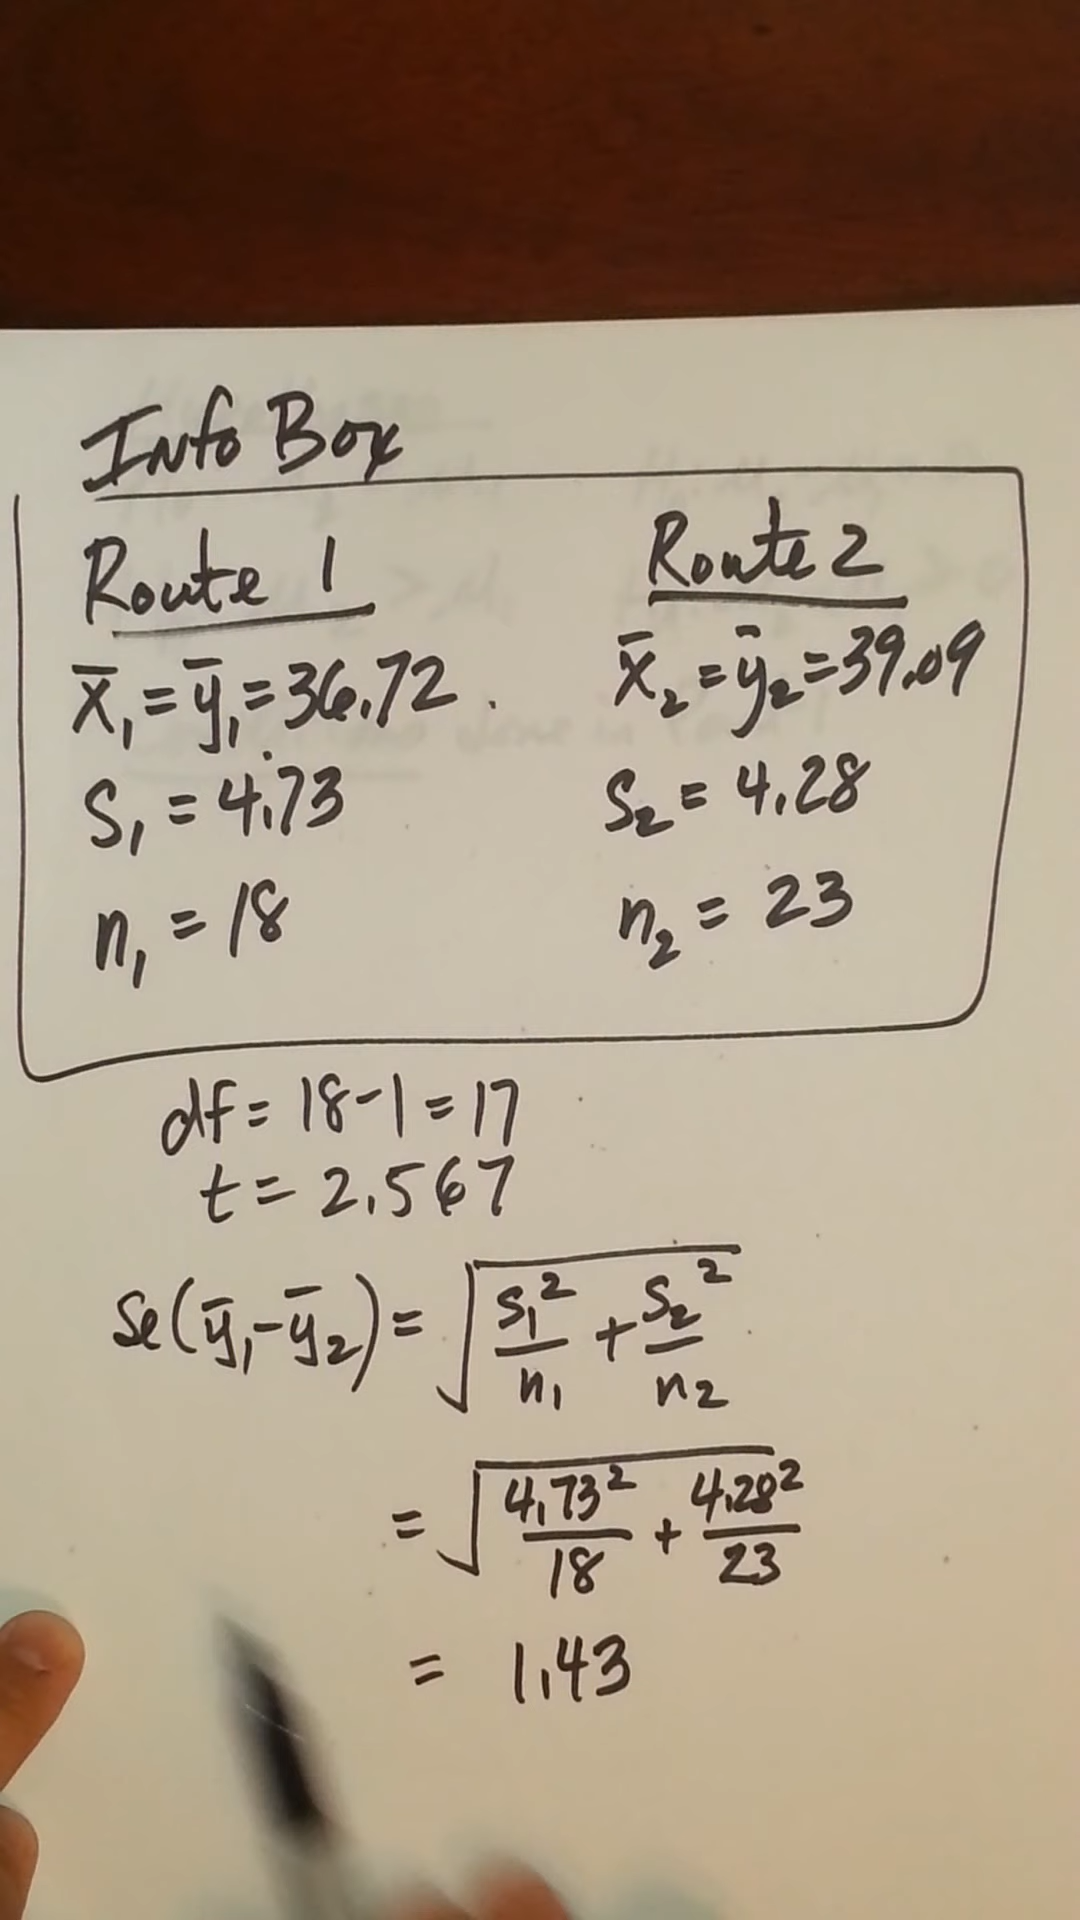 Info Box
Route 1
x̄₁ = ȳ₁ = 36.72
S₁ = 4.73
n₁ = 18
Route 2
x̄₂ = ȳ₂ = 39.09
S₂ = 4.28
n₂ = 23
df = 18-1 = 17
t = 2.567
Se(ȳ₁-ȳ₂) = √(S₁²/n₁ + S₂²/n₂)
= √(4.73²/18 + 4.28²/23)
= 1.43